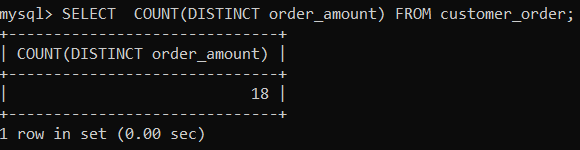 mysql> SELECT  COUNT(DISTINCT order_amount) FROM customer_order;
+------------------------------+
| COUNT(DISTINCT order_amount) |
+------------------------------+
|                           18 |
+------------------------------+
1 row in set (0.00 sec)